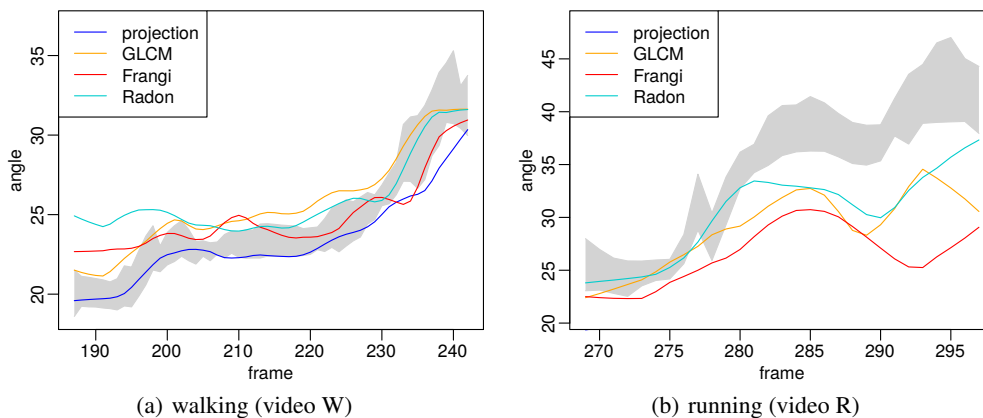 projection
GLCM
Frangi
Radon
angle
20 25 30 35
190 200 210 220 230 240
frame
(a) walking (video W)
projection
GLCM
Frangi
Radon
angle
20 25 30 35 40 45
270 275 280 285 290 295
frame
(b) running (video R)